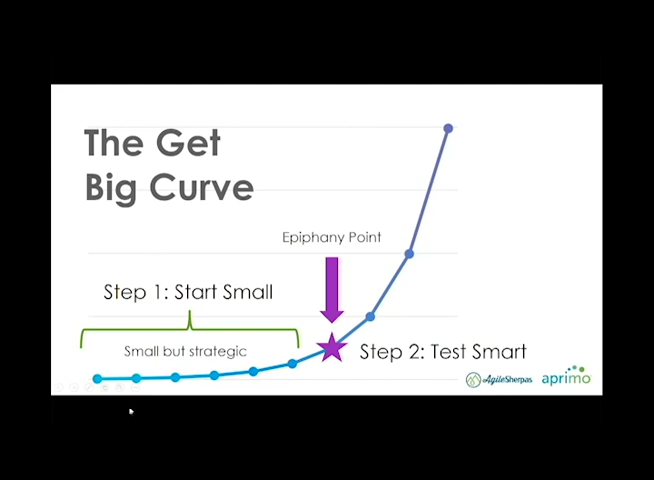 The Get
Big Curve
Epiphany Point
Step 1: Start Small
Small but strategic
Step 2: Test Smart
AgileSherpas
aprimo